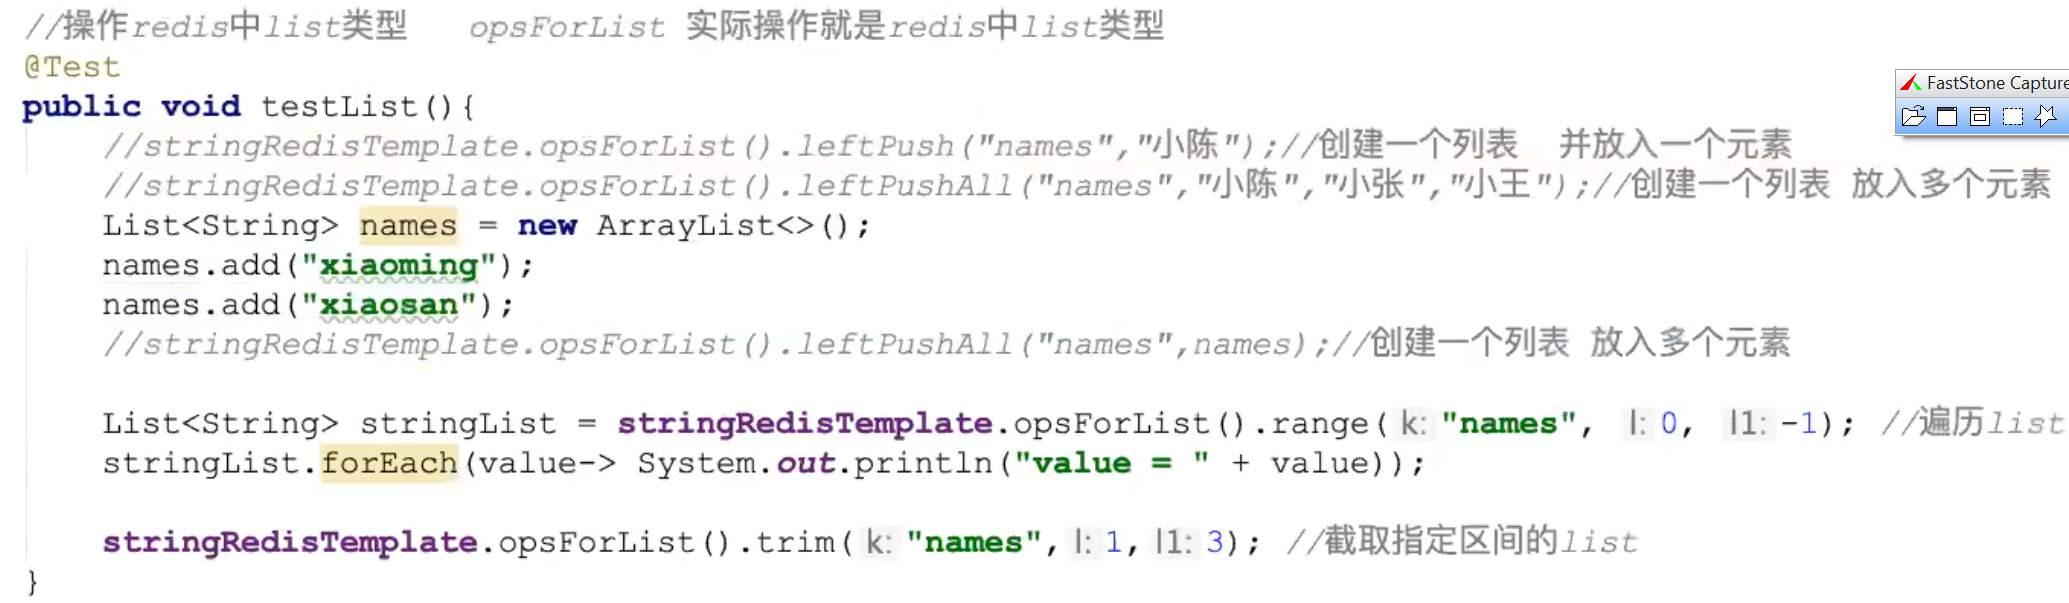 //操作redis中list类型   opsForList 实际操作就是redis中list类型
@Test
public void testList(){
    //stringRedisTemplate.opsForList().leftPush("names","小陈");//创建一个列表  并放入一个元素
    //stringRedisTemplate.opsForList().leftPushAll("names","小陈","小张","小王");//创建一个列表 放入多个元素
    List<String> names = new ArrayList<>();
    names.add("xiaoming");
    names.add("xiaosan");
    //stringRedisTemplate.opsForList().leftPushAll("names",names);//创建一个列表 放入多个元素
    List<String> stringList = stringRedisTemplate.opsForList().range( k: "names",  l: 0,  l1: -1); //遍历list
    stringList.forEach(value-> System.out.println("value = " + value));
    stringRedisTemplate.opsForList().trim( k: "names", l: 1, l1: 3); //截取指定区间的list
}
FastStone Capture